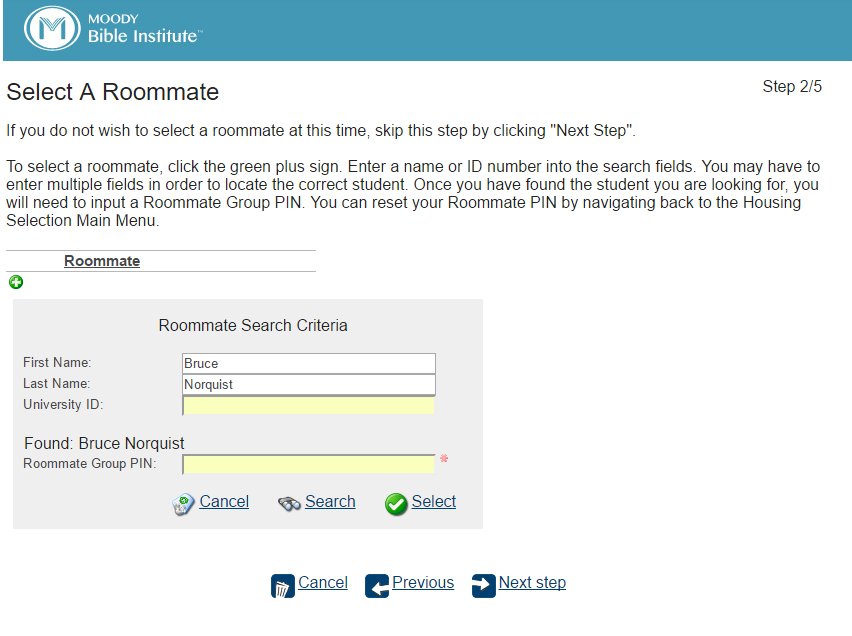 MOODY
Bible Institute™
Select A Roommate
Step 2/5
If you do not wish to select a roommate at this time, skip this step by clicking "Next Step".
To select a roommate, click the green plus sign. Enter a name or ID number into the search fields. You may have to
enter multiple fields in order to locate the correct student. Once you have found the student you are looking for, you
will need to input a Roommate Group PIN. You can reset your Roommate PIN by navigating back to the Housing
Selection Main Menu.
Roommate
Roommate Search Criteria
First Name: Bruce
Last Name: Norquist
University ID:
Found: Bruce Norquist
Roommate Group PIN: *
Cancel Search Select
Cancel Previous Next step